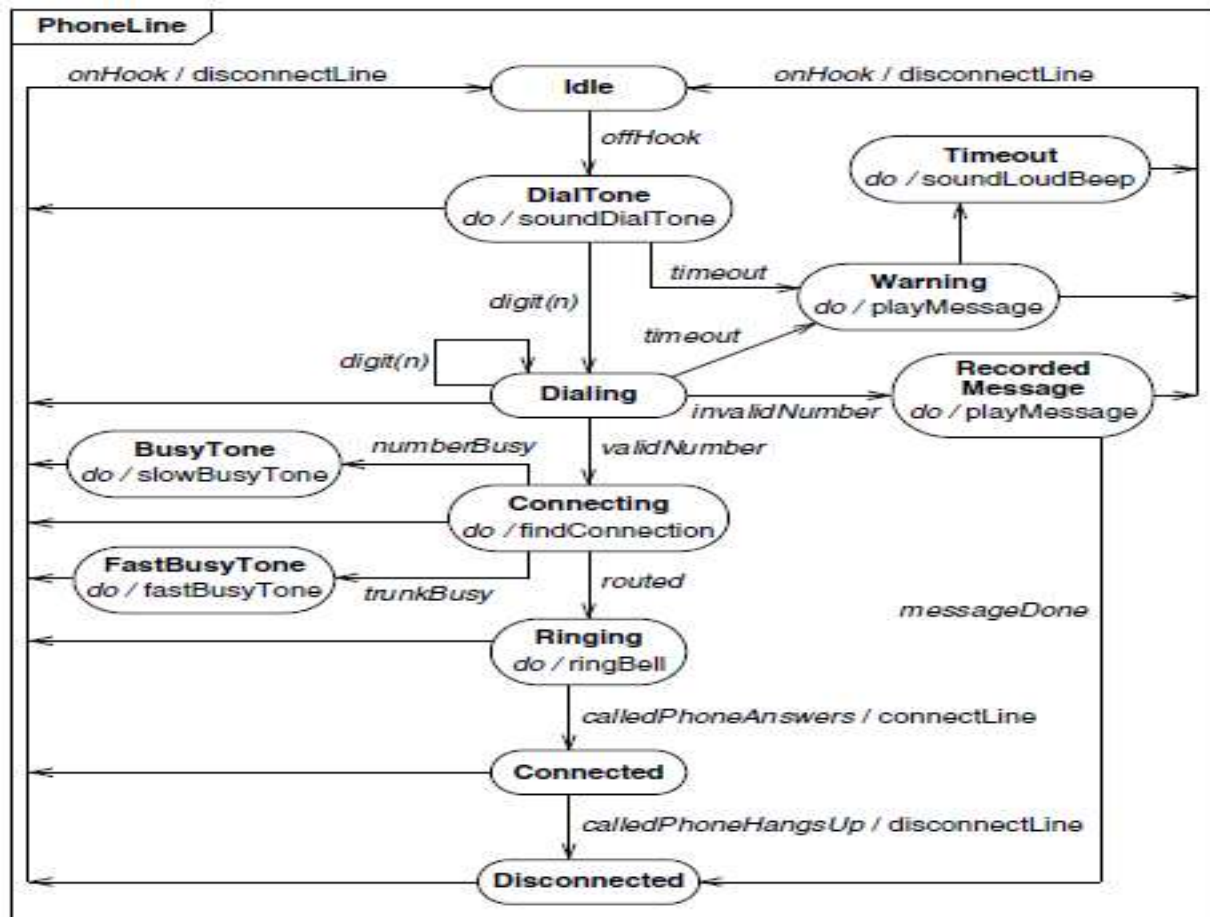 PhoneLine
onHook / disconnectLine
Idle
onHook / disconnectLine
offHook
Timeout
do / soundLoudBeep
DialTone
do / soundDialTone
timeout
Warning
do / playMessage
digit(n)
timeout
digit(n)
Dialing
Recorded
Message
do / playMessage
invalidNumber
numberBusy
validNumber
BusyTone
do / slowBusyTone
Connecting
do / findConnection
FastBusyTone
do / fastBusyTone
trunkBusy
routed
messageDone
Ringing
do / ringBell
calledPhoneAnswers / connectLine
Connected
calledPhoneHangsUp / disconnectLine
Disconnected